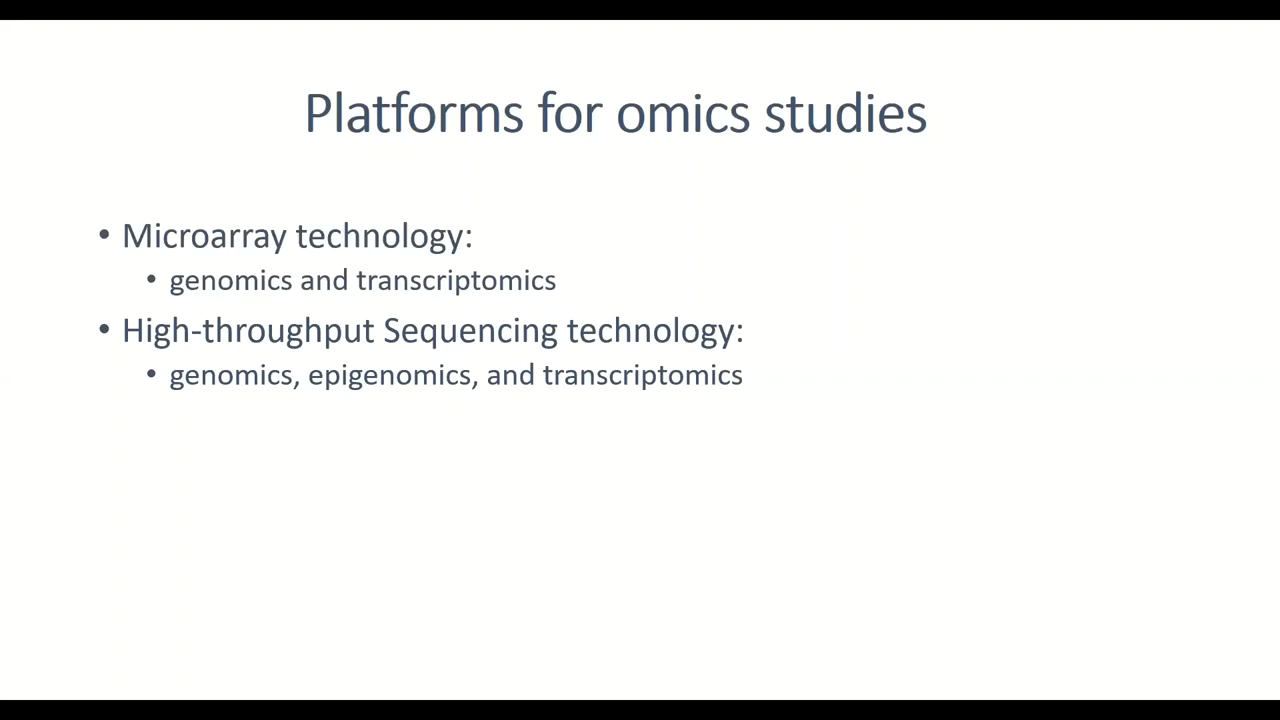 Platforms for omics studies
• Microarray technology:
• genomics and transcriptomics
• High-throughput Sequencing technology:
• genomics, epigenomics, and transcriptomics